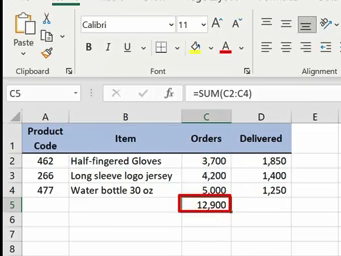 Paste
Calibri 11 A A
B I U A
Clipboard Font Alignment
C5 fx =SUM(C2:C4)
A B C D E
1 Product Code Item Orders Delivered
2 462 Half-fingered Gloves 3,700 1,850
3 266 Long sleeve logo jersey 4,200 1,400
4 477 Water bottle 30 oz 5,000 1,250
5 12,900
6
7
8